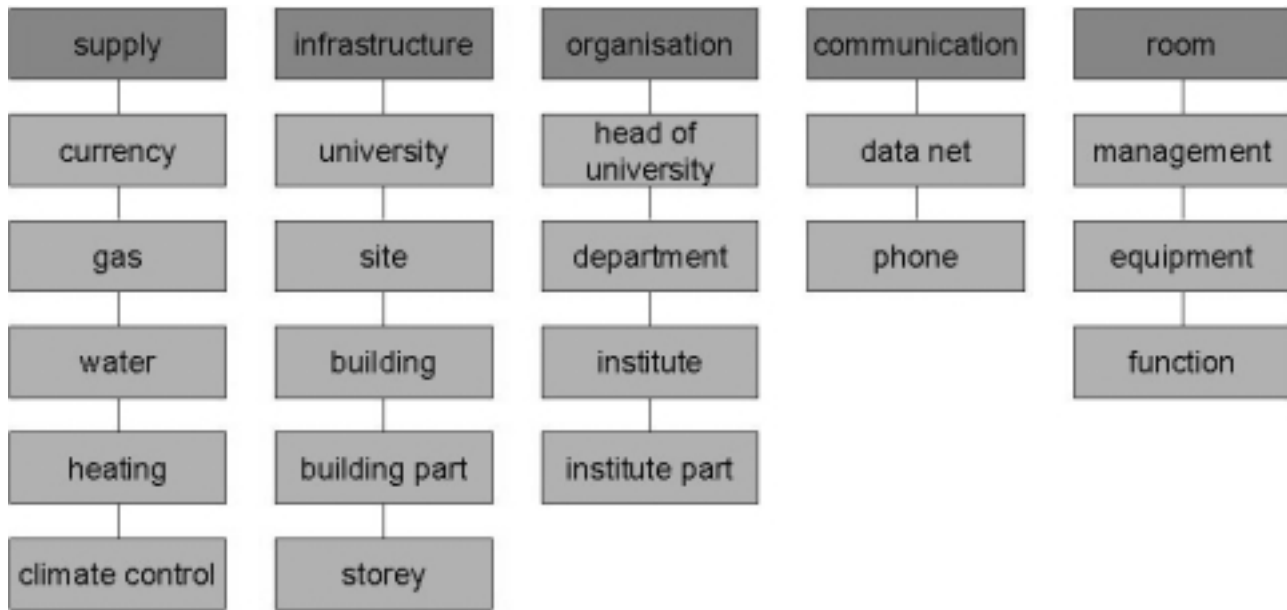 supply
infrastructure
organisation
communication
room
currency
university
head of
university
data net
management
gas
site
department
phone
equipment
water
building
institute
function
heating
building part
institute part
climate control
storey